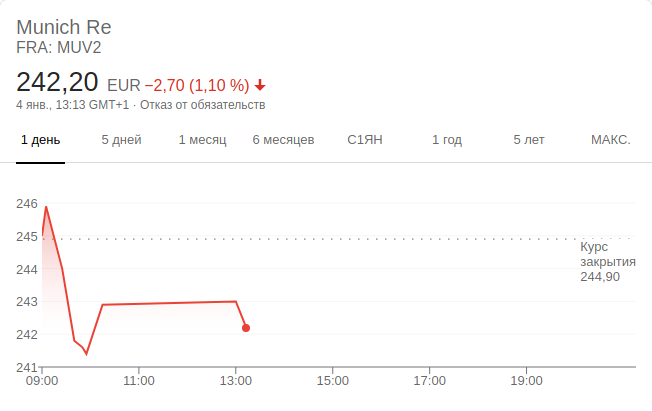 Munich Re
FRA: MUV2
242,20 EUR −2,70 (1,10 %)
4 янв., 13:13 GMT+1 · Отказ от обязательств
1 день 5 дней 1 месяц 6 месяцев С1ЯН 1 год 5 лет МАКС.
246
245
244
243
242
241
Курс
закрытия
244,90
09:00 11:00 13:00 15:00 17:00 19:00